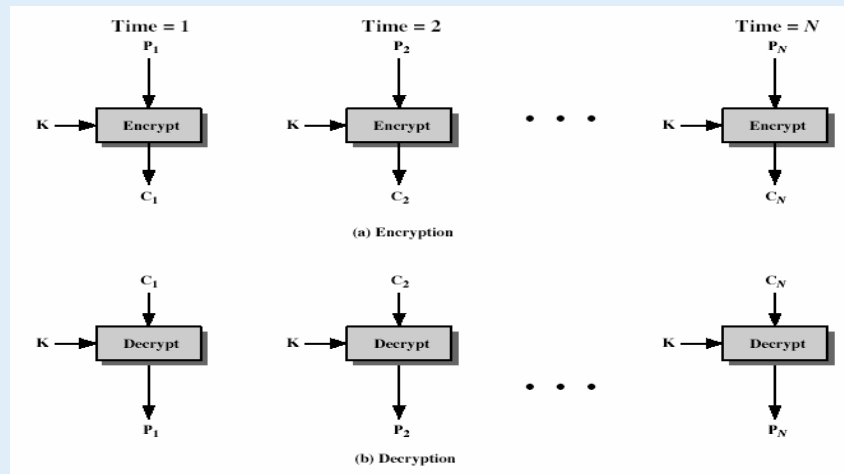 Time = 1 Time = 2 Time = N
P1 P2 PN
K Encrypt K Encrypt • • • K Encrypt
C1 C2 CN
(a) Encryption
C1 C2 CN
K Decrypt K Decrypt • • • K Decrypt
P1 P2 PN
(b) Decryption